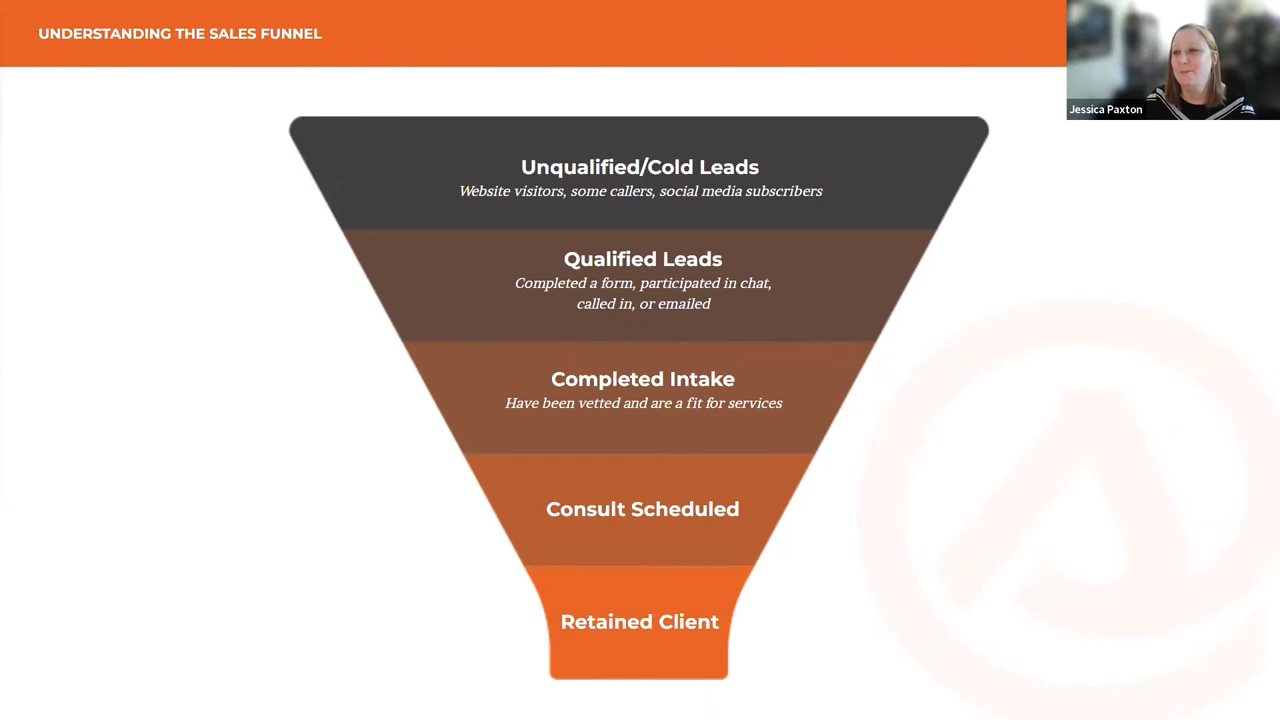 UNDERSTANDING THE SALES FUNNEL
Jessica Paxton
Unqualified/Cold Leads
Website visitors, some callers, social media subscribers
Qualified Leads
Completed a form, participated in chat,
called in, or emailed
Completed Intake
Have been vetted and are a fit for services
Consult Scheduled
Retained Client